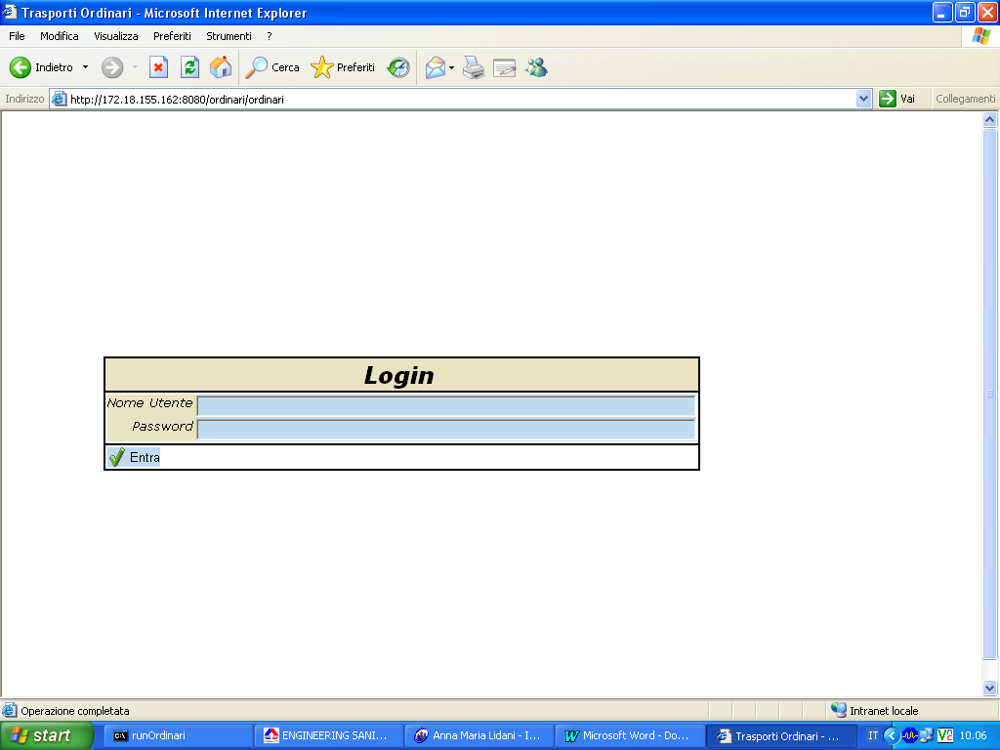 Trasporti Ordinari - Microsoft Internet Explorer
File Modifica Visualizza Preferiti Strumenti ?
Indietro Cerca Preferiti
Indirizzo http://172.18.155.162:8080/ordinari/ordinari Vai Collegamenti
Login
Nome Utente
Password
Entra
Operazione completata Intranet locale
start C:\ runOrdinari ENGINEERING SANI... Anna Maria Lidani - I... W Microsoft Word - Do... Trasporti Ordinari - ... IT 10.06